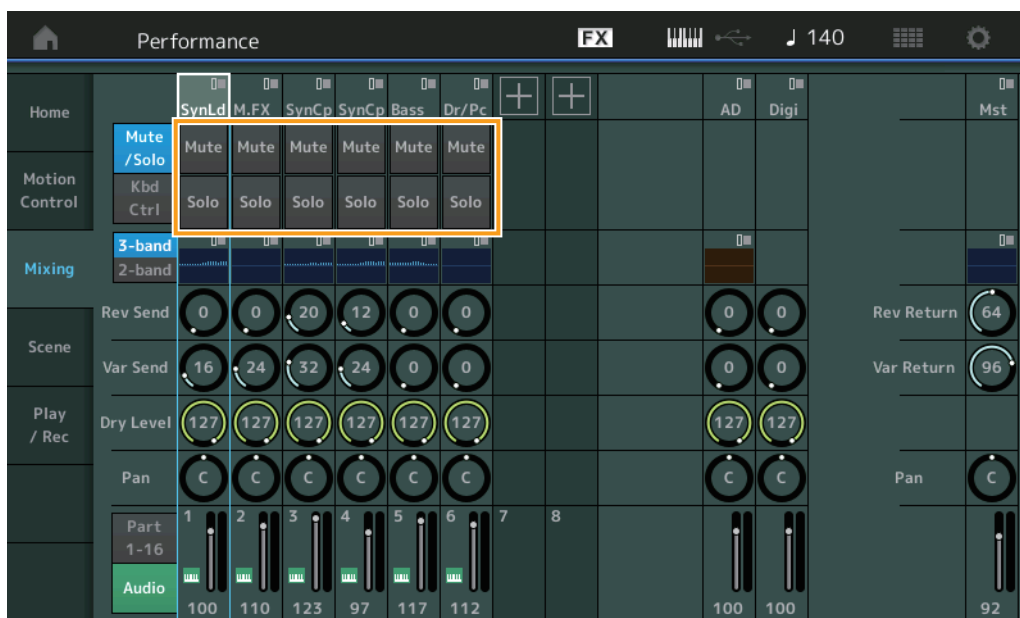 Performance FX 140
SynLd M.FX SynCp SynCp Bass Dr/Pc AD Digi Mst
Home
Mute
/Solo
Mute Mute Mute Mute Mute Mute
Motion
Control
Kbd
Ctrl
Solo Solo Solo Solo Solo Solo
Mixing
3-band
2-band
Rev Send 0 0 20 12 0 0 0 0 Rev Return 64
Scene
Var Send 16 24 32 24 0 0 0 0 Var Return 96
Play
/ Rec
Dry Level 127 127 127 127 127 127 127 127
Pan C C C C C C C C Pan C
Part
1-16
1 2 3 4 5 6 7 8
Audio
100 110 123 97 117 112 100 100 92